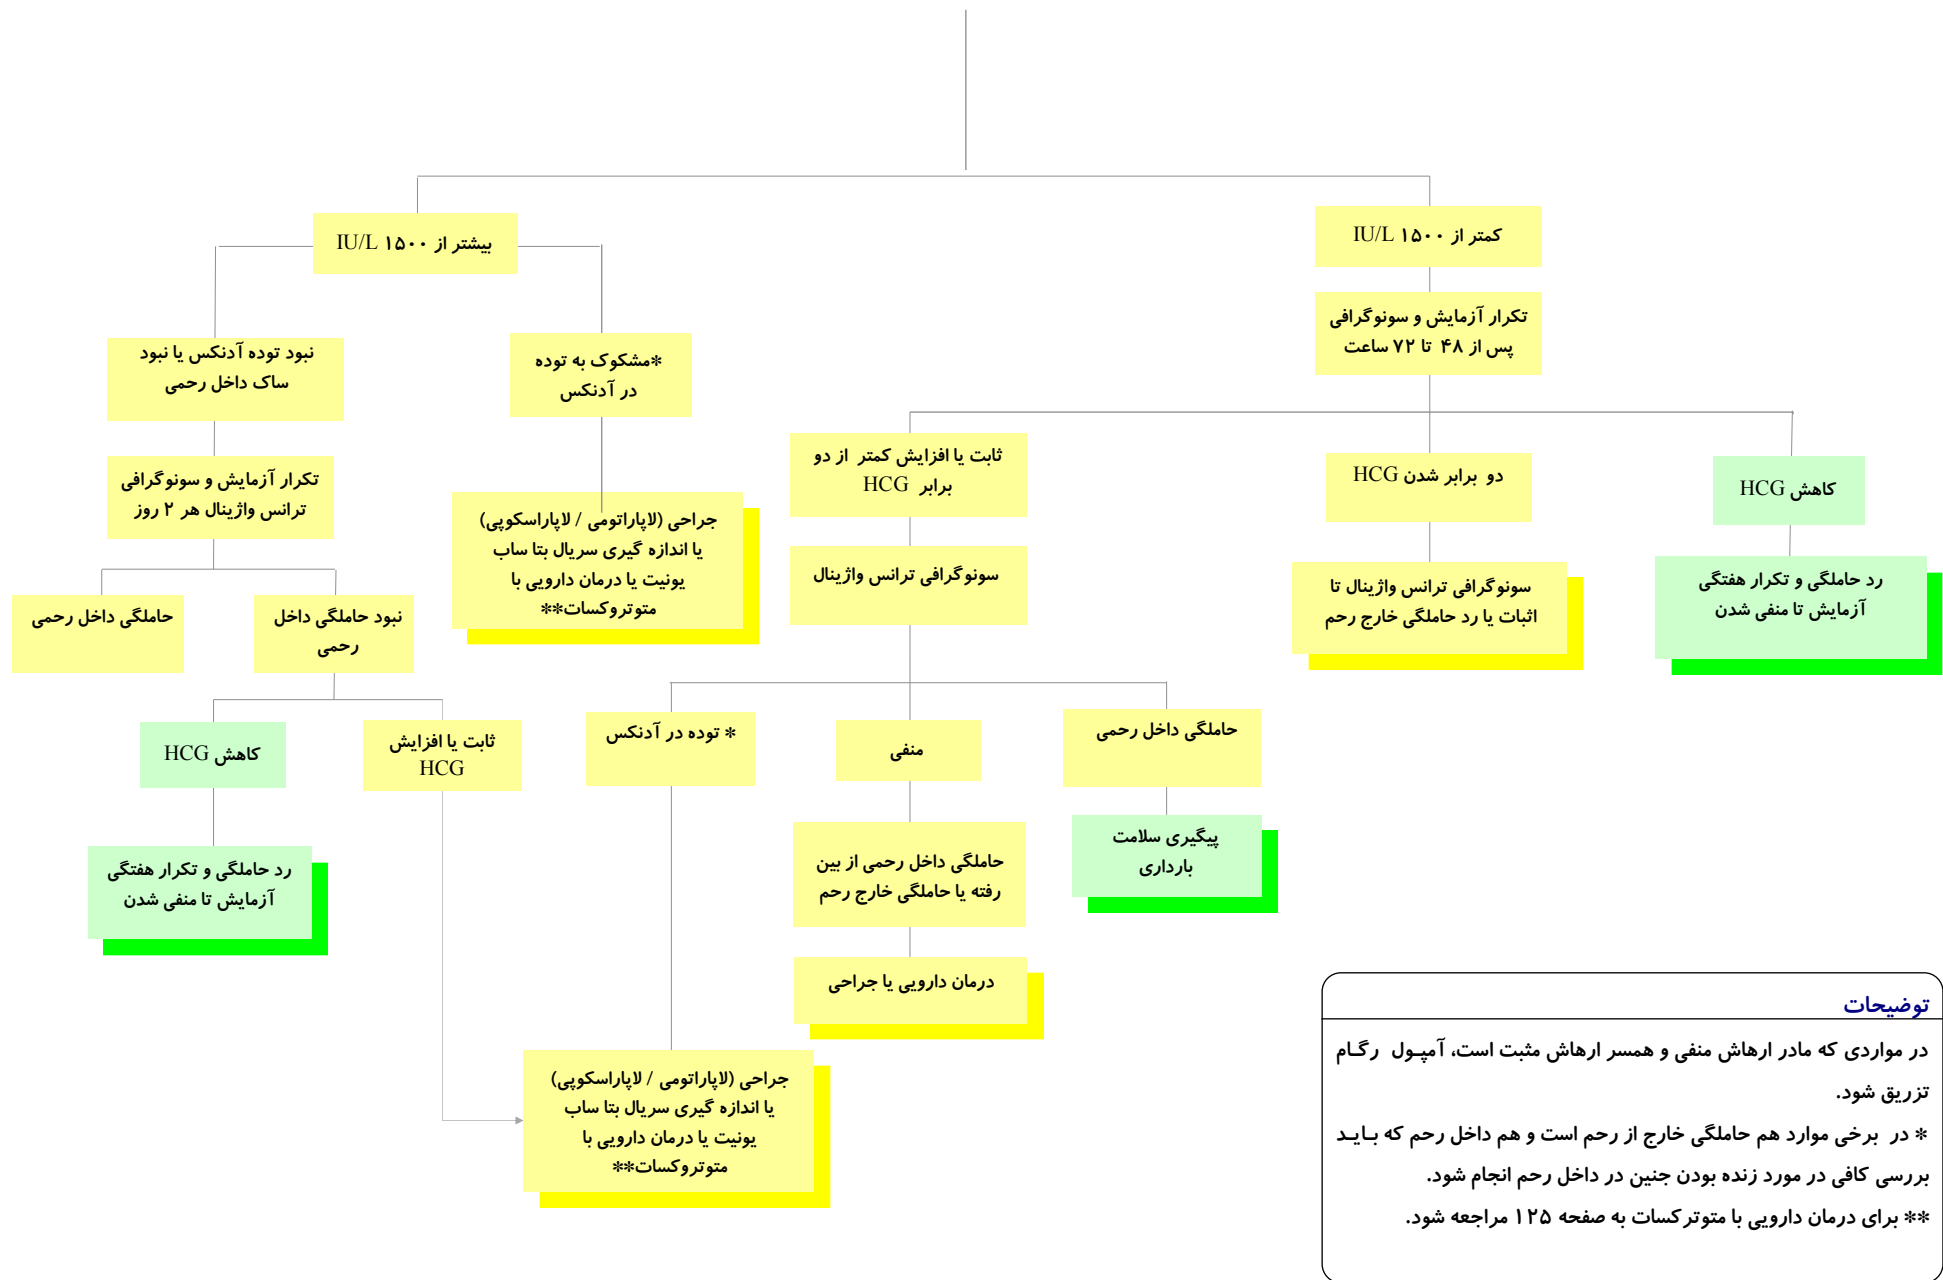 کمتر از ۱۵۰۰ IU/L
بیشتر از ۱۵۰۰ IU/L
تکرار آزمایش و سونوگرافی
پس از ۴۸ تا ۷۲ ساعت
مشکوک به توده*
در آدنکس
نبود توده آدنکس یا نبود
ساک داخل رحمی
کاهش HCG
دو برابر شدن HCG
ثابت یا افزایش کمتر از دو
برابر HCG
جراحی (لاپاراتومی / لاپاراسکوپی)
یا اندازه گیری سریال بتا ساب
یونیت یا درمان دارویی با
متوتروکسات**
تکرار آزمایش و سونوگرافی
ترانس واژینال هر ۲ روز
رد حاملگی و تکرار هفتگی
آزمایش تا منفی شدن
سونوگرافی ترانس واژینال تا
اثبات یا رد حاملگی خارج رحم
سونوگرافی ترانس واژینال
نبود حاملگی داخل
رحمی
حاملگی داخل رحمی
حاملگی داخل رحمی
منفی
* توده در آدنکس
ثابت یا افزایش
HCG
کاهش HCG
پیگیری سلامت
بارداری
حاملگی داخل رحمی از بین
رفته یا حاملگی خارج رحم
رد حاملگی و تکرار هفتگی
آزمایش تا منفی شدن
درمان دارویی یا جراحی
جراحی (لاپاراتومی / لاپاراسکوپی)
یا اندازه گیری سریال بتا ساب
یونیت یا درمان دارویی با
متوتروکسات**
توضیحات
در مواردی که مادر ارهاش منفی و همسر ارهاش مثبت است، آمپـول رگـام
تزریق شود.
* در برخی موارد هم حاملگی خارج از رحم است و هم داخل رحم که بـایـد
بررسی کافی در مورد زنده بودن جنین در داخل رحم انجام شود.
** برای درمان دارویی با متوترکسات به صفحه ۱۲۵ مراجعه شود.